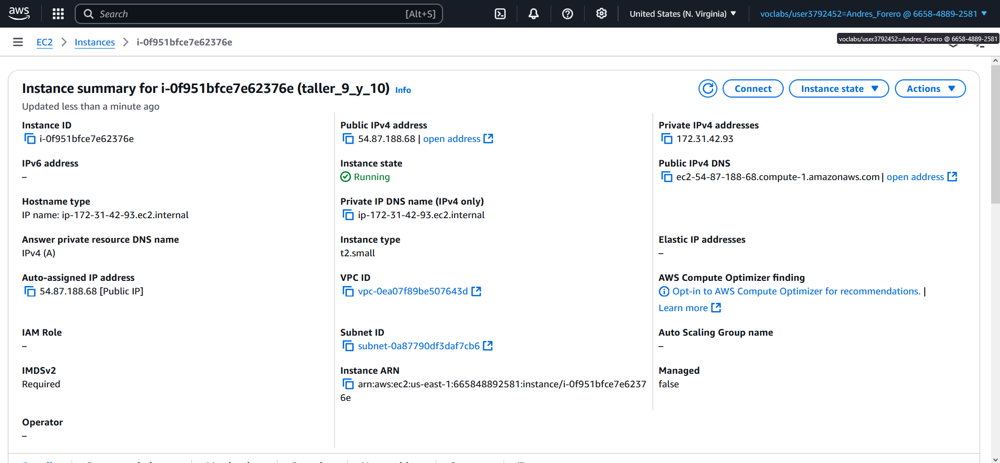 aws
Search [Alt+S]
United States (N. Virginia)
voclabs/user3792452=Andres_Forero @ 6658-4889-2581
EC2 > Instances > i-0f951bfce7e62376e
voclabs/user3792452=Andres_Forero @ 6658-4889-2581
Instance summary for i-0f951bfce7e62376e (taller_9_y_10) Info
Connect
Instance state
Actions
Updated less than a minute ago
Instance ID
i-0f951bfce7e62376e
Public IPv4 address
54.87.188.68 | open address
Private IPv4 addresses
172.31.42.93
IPv6 address
–
Instance state
Running
Public IPv4 DNS
ec2-54-87-188-68.compute-1.amazonaws.com | open address
Hostname type
IP name: ip-172-31-42-93.ec2.internal
Private IP DNS name (IPv4 only)
ip-172-31-42-93.ec2.internal
Answer private resource DNS name
IPv4 (A)
Instance type
t2.small
Elastic IP addresses
–
Auto-assigned IP address
54.87.188.68 [Public IP]
VPC ID
vpc-0ea07f89be507643d
AWS Compute Optimizer finding
Opt-in to AWS Compute Optimizer for recommendations. |
Learn more
IAM Role
–
Subnet ID
subnet-0a87790df3daf7cb6
Auto Scaling Group name
–
IMDSv2
Required
Instance ARN
arn:aws:ec2:us-east-1:665848892581:instance/i-0f951bfce7e6237
6e
Managed
false
Operator
–